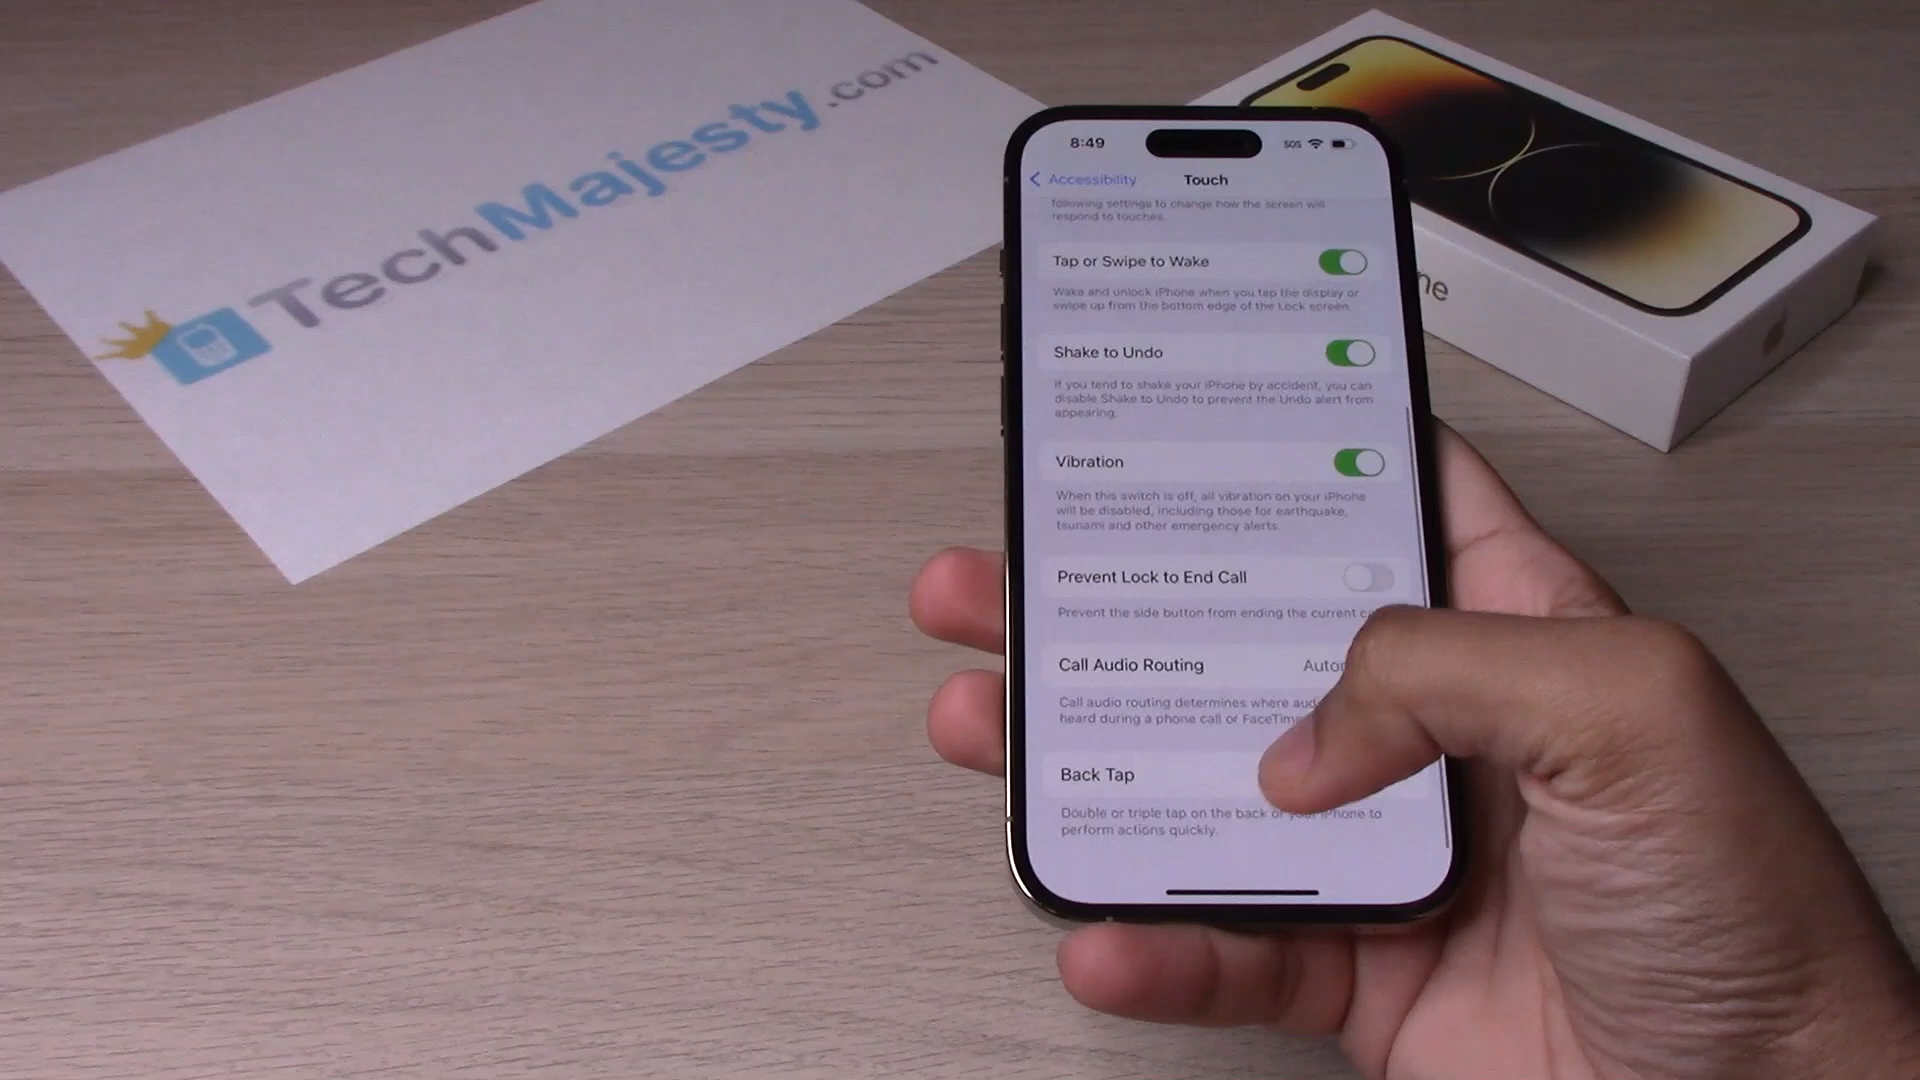 TechMajesty.com
8:49
SOS
Accessibility
Touch
following settings to change how the screen will
respond to touches.
Tap or Swipe to Wake
Wake and unlock iPhone when you tap the display or
swipe up from the bottom edge of the Lock screen.
Shake to Undo
If you tend to shake your iPhone by accident, you can
disable Shake to Undo to prevent the Undo alert from
appearing.
Vibration
When this switch is off, all vibration on your iPhone
will be disabled, including those for earthquake,
tsunami and other emergency alerts.
Prevent Lock to End Call
Prevent the side button from ending the current
Call Audio Routing
Call audio routing determines where
heard during a phone call or FaceTime
Back Tap
Double or triple tap on the back of your iPhone to
perform actions quickly.